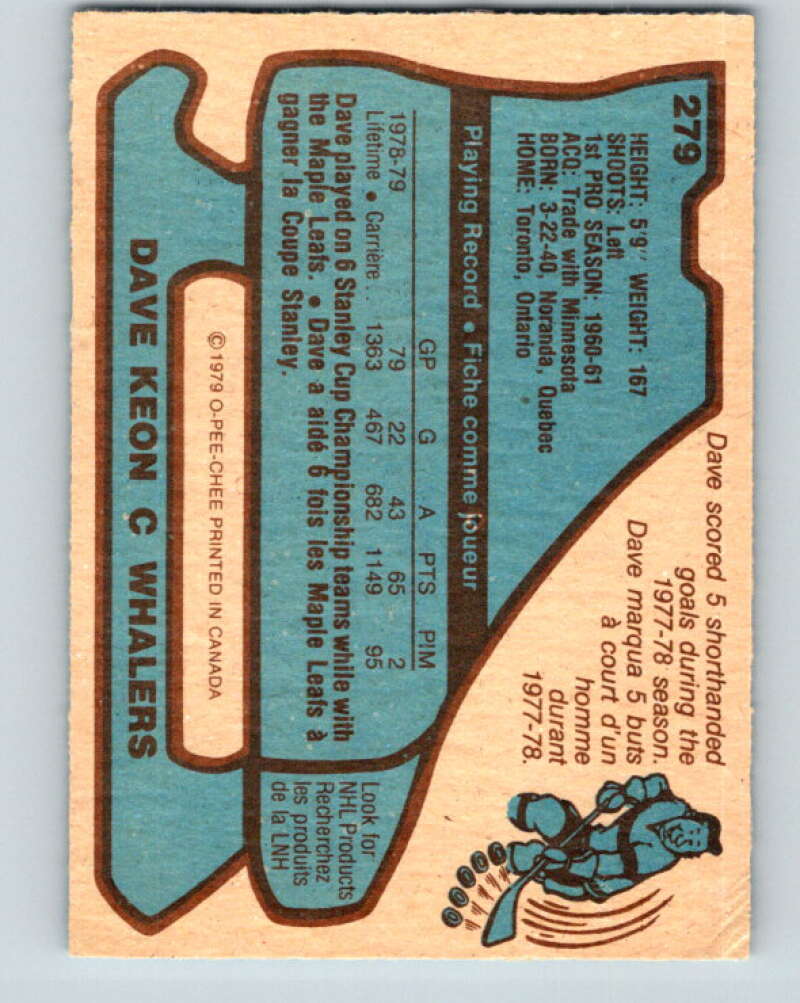 279
HEIGHT: 5'9" WEIGHT: 167
SHOOTS: Left
1st PRO SEASON: 1960-61
ACQ: Trade with Minnesota
BORN: 3-22-40, Noranda, Quebec
HOME: Toronto, Ontario
Dave scored 5 shorthanded
goals during the
1977-78 season.
Dave marqua 5 buts
à court d'un
homme
durant
1977-78.
Playing Record • Fiche comme joueur
GP G A PTS PIM
1978-79 79 22 43 65 2
Lifetime • Carrière .. 1363 467 682 1149 95
Dave played on 6 Stanley Cup Championship teams while with
the Maple Leafs. • Dave a aidé 6 fois les Maple Leafs à
gagner la Coupe Stanley.
Look for
NHL Products
Recherchez
les produits
de la LNH
©1979 O-PEE-CHEE PRINTED IN CANADA
DAVE KEON C WHALERS